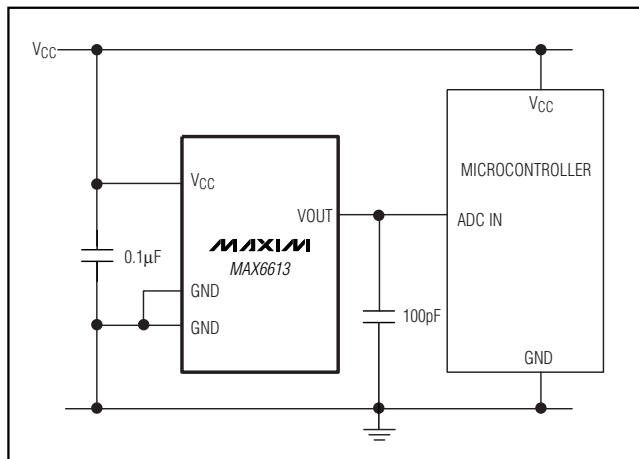 VCC
VCC
MICROCONTROLLER
VCC
VOUT
ADC IN
MAXIM
MAX6613
0.1µF
GND
100pF
GND
GND